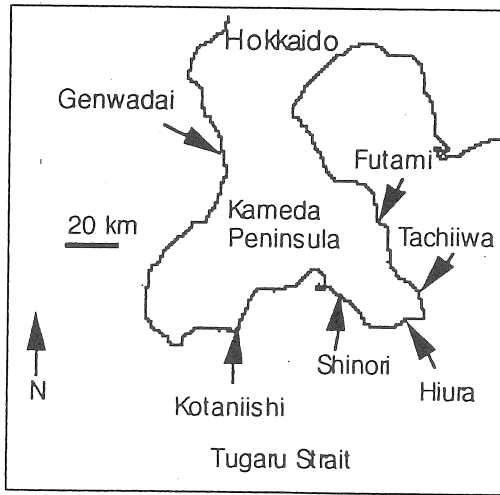 Hokkaido
Genwadai
Futami
20 km
Kameda
Peninsula
Tachiiwa
Shinori
N
Hiura
Kotaniishi
Tugaru Strait